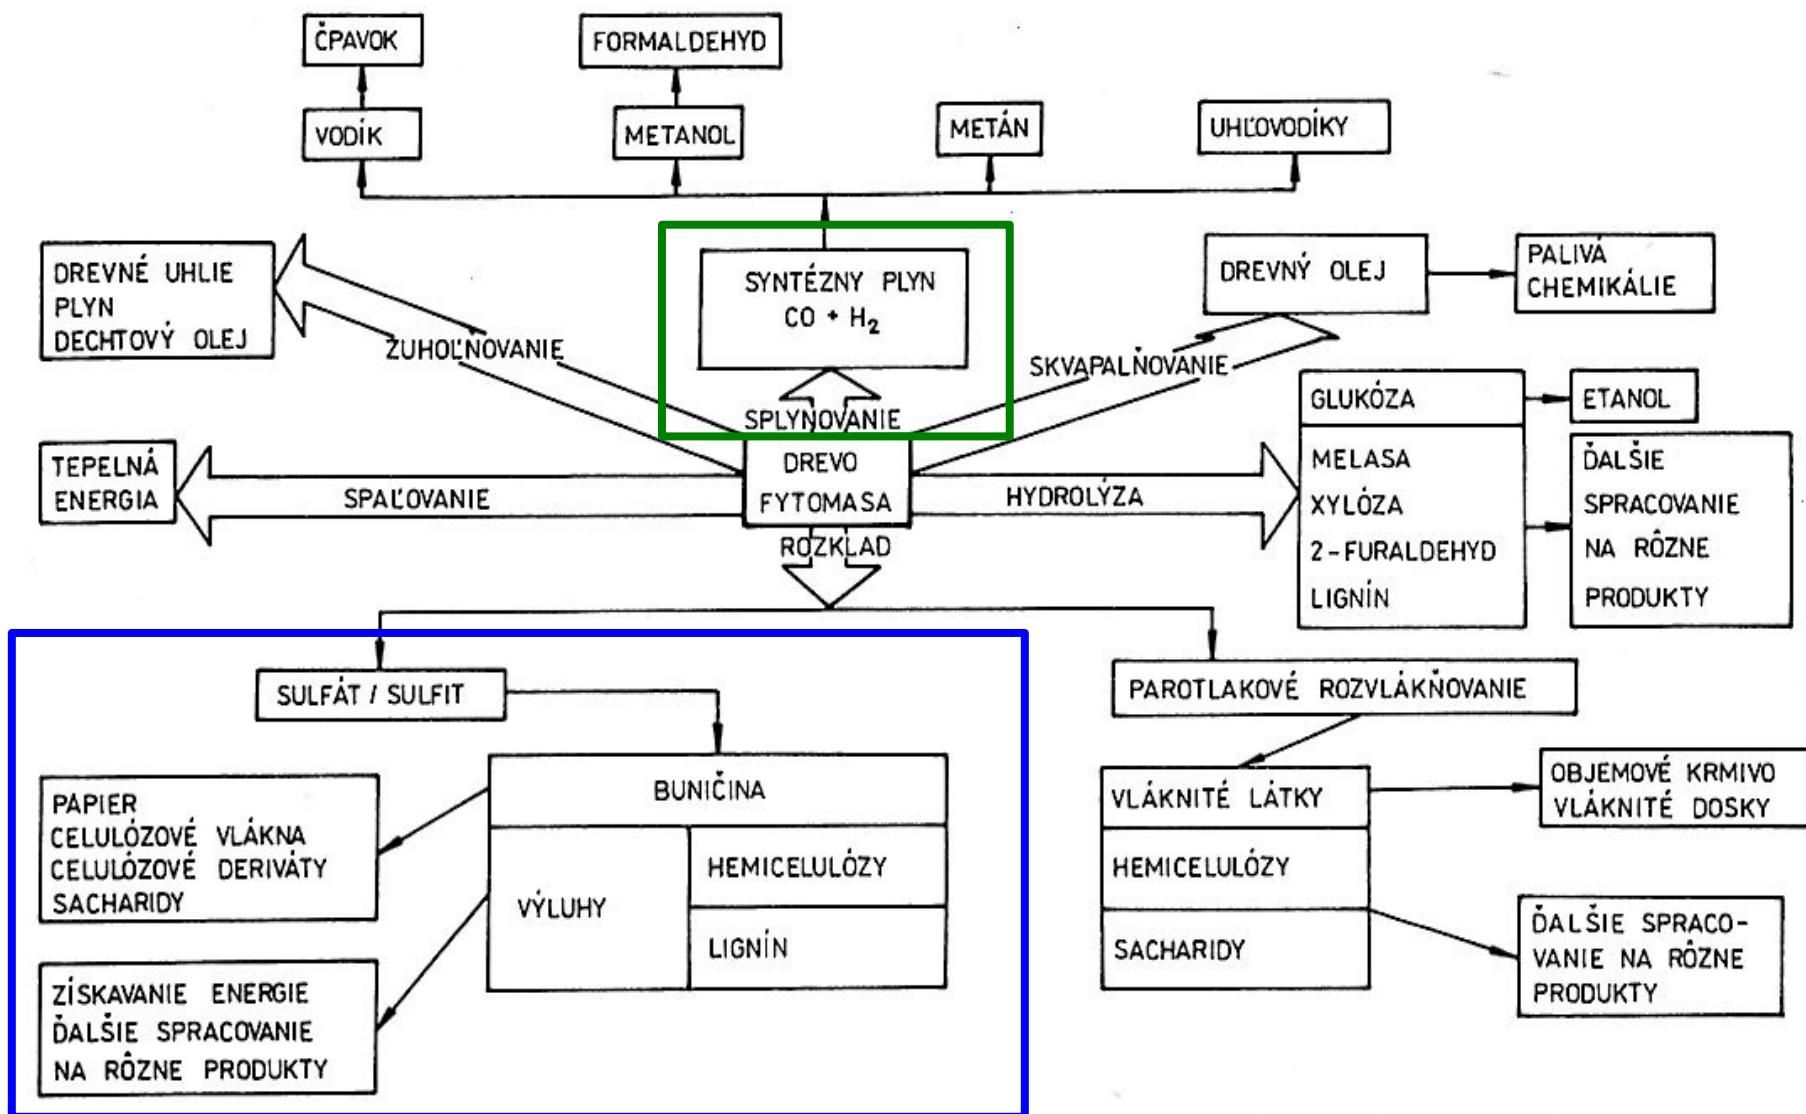 ČPAVOK
FORMALDEHYD
VODÍK
METANOL
METÁN
UHĽOVODÍKY
DREVNÉ UHLIE
PLYN
DECHTOVÝ OLEJ
SYNTÉZNY PLYN
CO + H₂
DREVNÝ OLEJ
PALIVÁ
CHEMIKÁLIE
ZUHOĽŇOVANIE
SKVAPALŇOVANIE
SPLYNOVANIE
GLUKÓZA
ETANOL
TEPELNÁ
ENERGIA
SPAĽOVANIE
DREVO
FYTOMASA
HYDROLÝZA
MELASA
XYLÓZA
2-FURALDEHYD
LIGNÍN
ĎALŠIE
SPRACOVANIE
NA RÔZNE
PRODUKTY
ROZKLAD
SULFÁT / SULFIT
PAROTLAKOVÉ ROZVLÁKŇOVANIE
PAPIER
CELULÓZOVÉ VLÁKNA
CELULÓZOVÉ DERIVÁTY
SACHARIDY
BUNIČINA
VÝLUHY
HEMICELULÓZY
LIGNÍN
VLÁKNITÉ LÁTKY
HEMICELULÓZY
SACHARIDY
OBJEMOVÉ KRMIVO
VLÁKNITÉ DOSKY
ZÍSKAVANIE ENERGIE
ĎALŠIE SPRACOVANIE
NA RÔZNE PRODUKTY
ĎALŠIE SPRACO-
VANIE NA RÔZNE
PRODUKTY